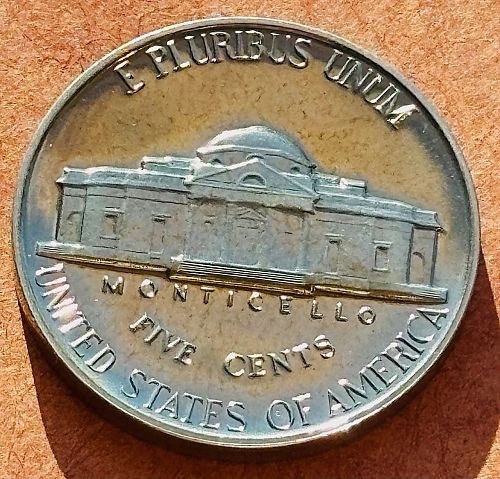 E PLURIBUS UNUM
MONTICELLO
FIVE CENTS
UNITED STATES OF AMERICA